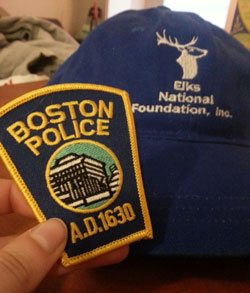 BOSTON
POLICE
A.D.1630
Elks
National
Foundation, Inc.